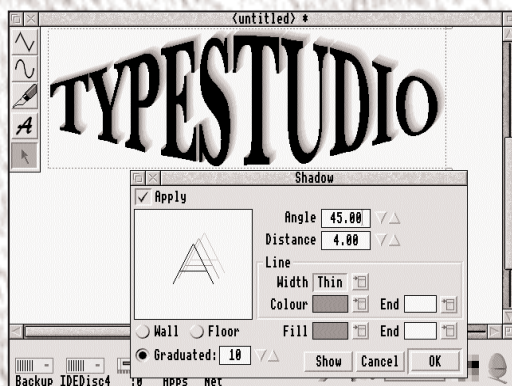 <untitled> *
TYPESTUDIO
A
Shadow
Apply
Angle 45.00
Distance 4.00
Line
Width Thin
Colour End
Wall Floor Fill End
Graduated: 10 Show Cancel OK
Backup IDEDisc4 :0 Apps Net